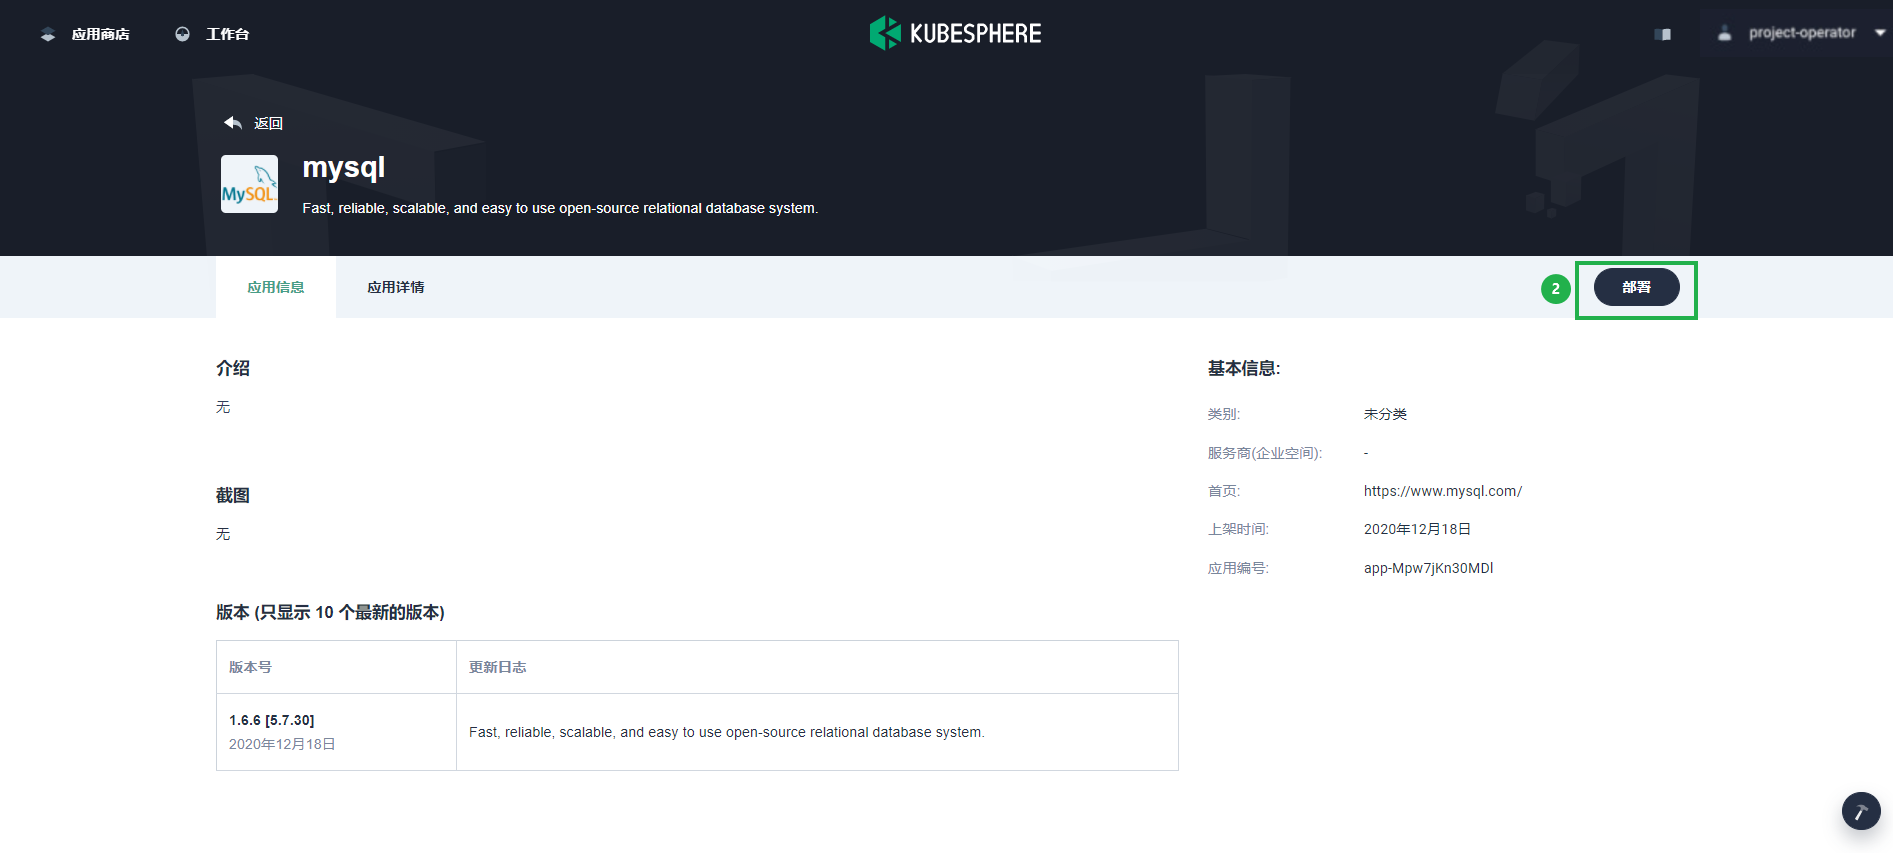 应用商店
工作台
KUBESPHERE
project-operator
返回
MySQL
mysql
Fast, reliable, scalable, and easy to use open-source relational database system.
应用信息
应用详情
2
部署
介绍
无
截图
无
版本 (只显示 10 个最新的版本)
版本号
更新日志
1.6.6 [5.7.30]
2020年12月18日
Fast, reliable, scalable, and easy to use open-source relational database system.
基本信息:
类别:
未分类
服务商(企业空间):
-
首页:
https://www.mysql.com/
上架时间:
2020年12月18日
应用编号:
app-Mpw7jKn30MDl